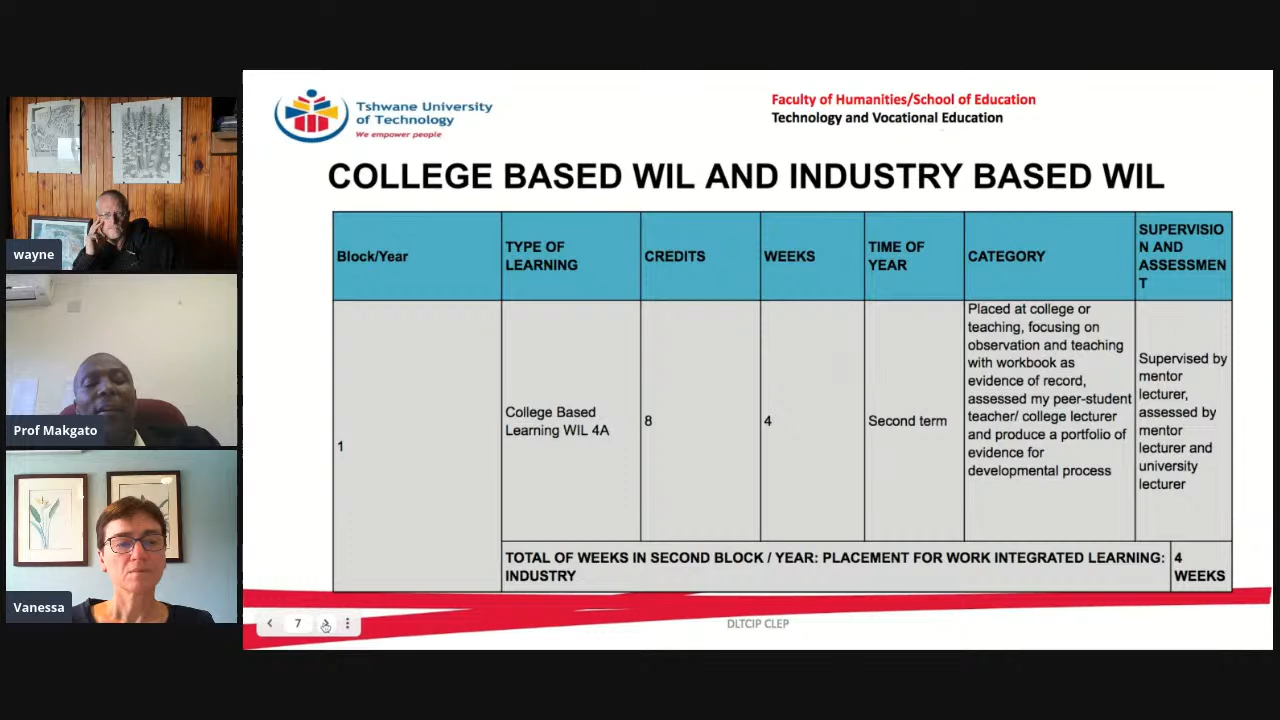 wayne
Prof Makgato
Vanessa
Tshwane University
of Technology
We empower people
Faculty of Humanities/School of Education
Technology and Vocational Education
COLLEGE BASED WIL AND INDUSTRY BASED WIL
Block/Year
TYPE OF
LEARNING
CREDITS
WEEKS
TIME OF
YEAR
CATEGORY
SUPERVISIO
N AND
ASSESSMEN
T
1
College Based
Learning WIL 4A
8
4
Second term
Placed at college or
teaching, focusing on
observation and teaching
with workbook as
evidence of record,
assessed my peer-student
teacher/ college lecturer
and produce a portfolio of
evidence for
developmental process
Supervised by
mentor
lecturer,
assessed by
mentor
lecturer and
university
lecturer
TOTAL OF WEEKS IN SECOND BLOCK / YEAR: PLACEMENT FOR WORK INTEGRATED LEARNING:
INDUSTRY
4
WEEKS
7
DLTCIP CLEP